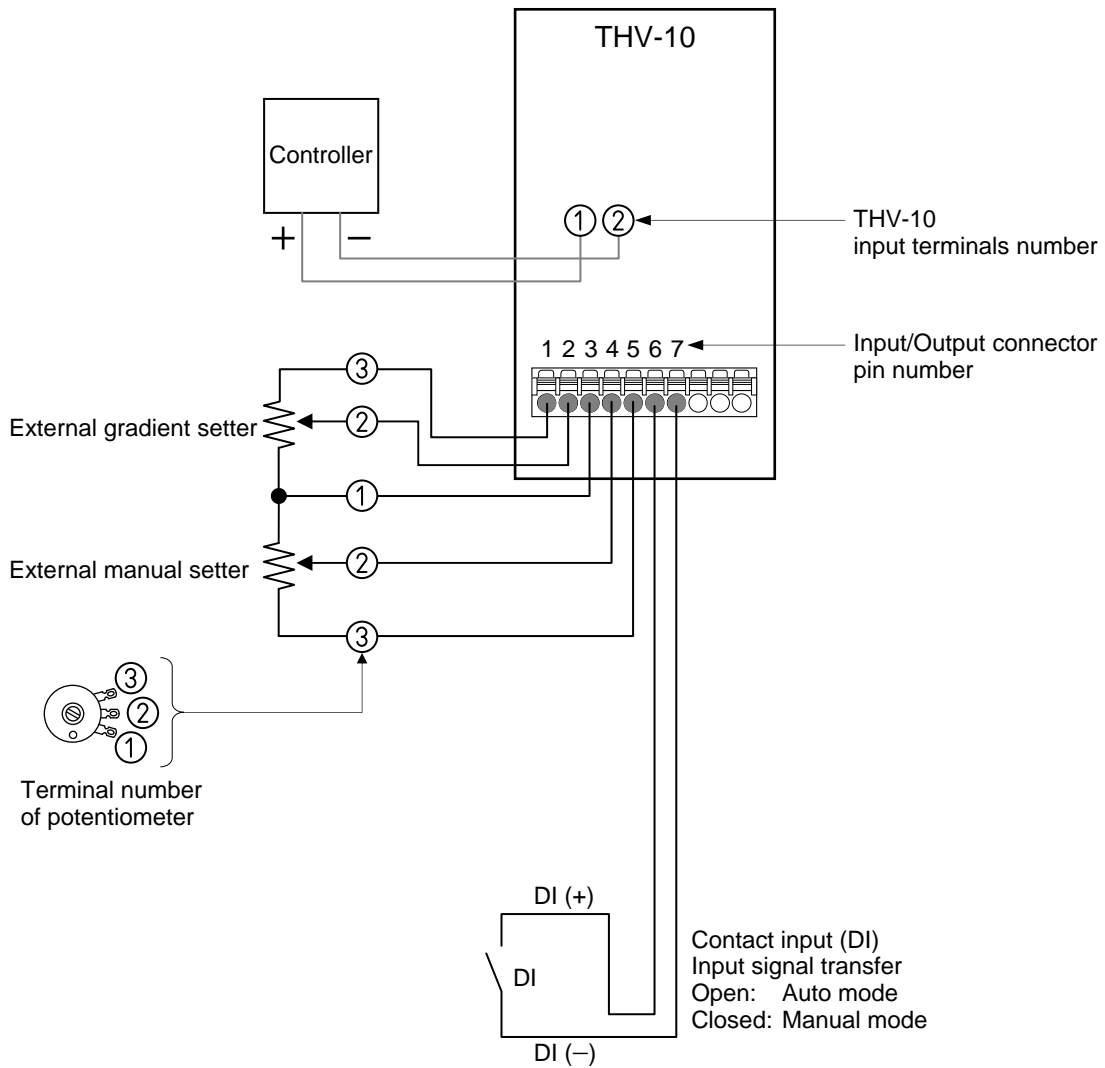 THV-10
Controller
+ −
① ②
THV-10
input terminals number
1 2 3 4 5 6 7
Input/Output connector
pin number
③
External gradient setter
②
①
External manual setter
②
③
③
②
①
Terminal number
of potentiometer
DI (+)
DI
Contact input (DI)
Input signal transfer
Open: Auto mode
Closed: Manual mode
DI (−)